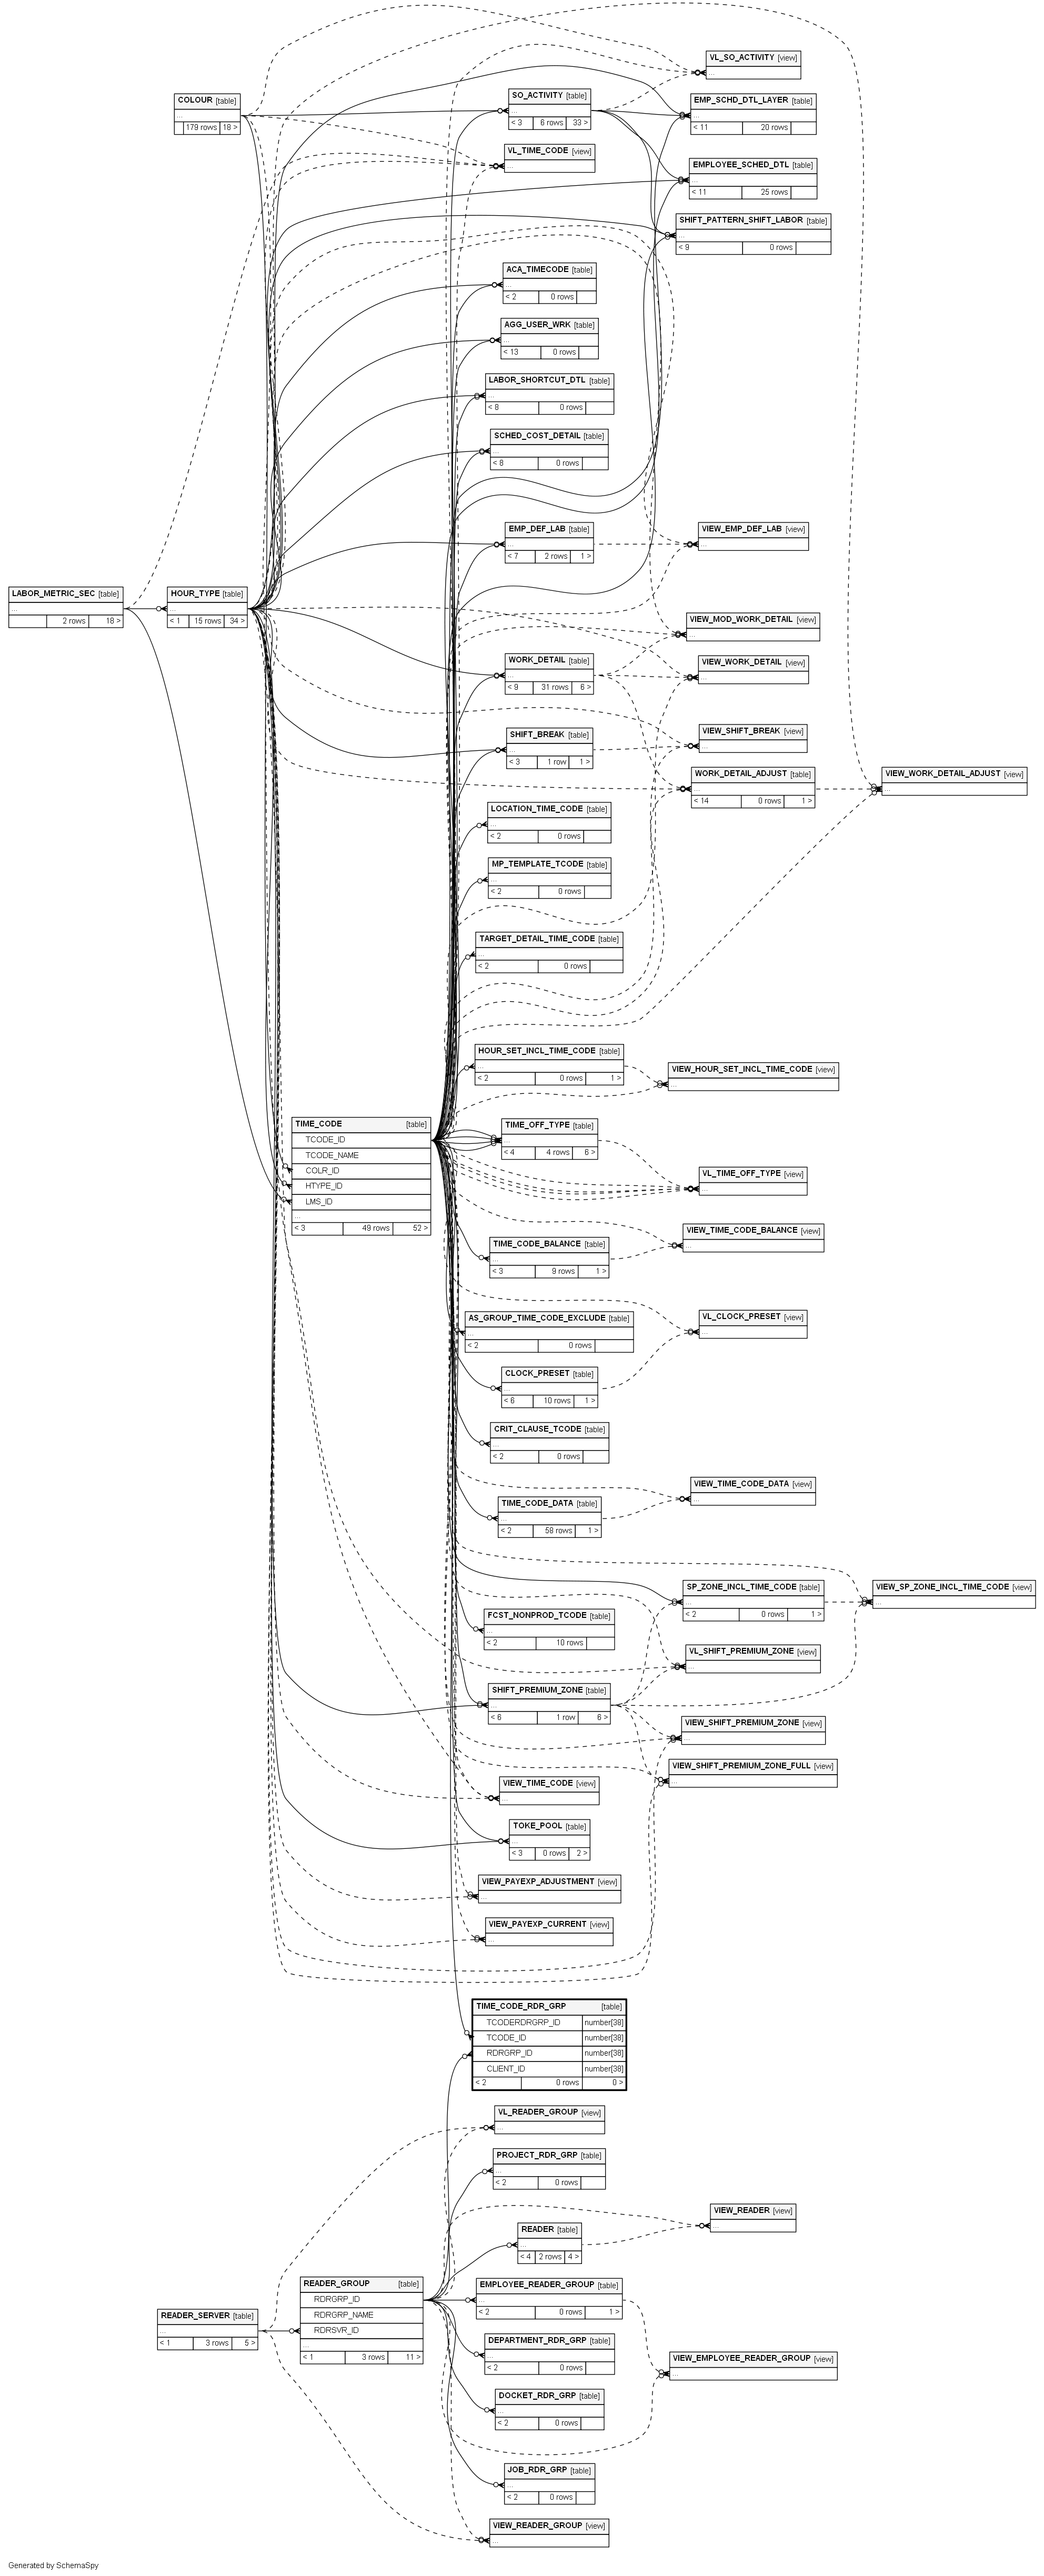 VL_SO_ACTIVITY [view]
...
COLOUR [table]
...
179 rows 18 >
SO_ACTIVITY [table]
...
< 3 6 rows 33 >
EMP_SCHD_DTL_LAYER [table]
...
< 11 20 rows
VL_TIME_CODE [view]
...
EMPLOYEE_SCHED_DTL [table]
...
< 11 25 rows
SHIFT_PATTERN_SHIFT_LABOR [table]
...
< 9 0 rows
ACA_TIMECODE [table]
...
< 2 0 rows
AGG_USER_WRK [table]
...
< 13 0 rows
LABOR_SHORTCUT_DTL [table]
...
< 8 0 rows
SCHED_COST_DETAIL [table]
...
< 8 0 rows
EMP_DEF_LAB [table]
...
< 7 2 rows 1 >
VIEW_EMP_DEF_LAB [view]
...
LABOR_METRIC_SEC [table]
...
2 rows 18 >
HOUR_TYPE [table]
...
< 1 15 rows 34 >
VIEW_MOD_WORK_DETAIL [view]
...
WORK_DETAIL [table]
...
< 9 31 rows 6 >
VIEW_WORK_DETAIL [view]
...
SHIFT_BREAK [table]
...
< 3 1 row 1 >
VIEW_SHIFT_BREAK [view]
...
WORK_DETAIL_ADJUST [table]
...
< 14 0 rows 1 >
VIEW_WORK_DETAIL_ADJUST [view]
...
LOCATION_TIME_CODE [table]
...
< 2 0 rows
MP_TEMPLATE_TCODE [table]
...
< 2 0 rows
TARGET_DETAIL_TIME_CODE [table]
...
< 2 0 rows
HOUR_SET_INCL_TIME_CODE [table]
...
< 2 0 rows 1 >
VIEW_HOUR_SET_INCL_TIME_CODE [view]
...
TIME_CODE [table]
TCODE_ID
TCODE_NAME
COLR_ID
HTYPE_ID
LMS_ID
...
< 3 49 rows 52 >
TIME_OFF_TYPE [table]
...
< 4 4 rows 6 >
VL_TIME_OFF_TYPE [view]
...
VIEW_TIME_CODE_BALANCE [view]
...
TIME_CODE_BALANCE [table]
...
< 3 9 rows 1 >
AS_GROUP_TIME_CODE_EXCLUDE [table]
...
< 2 0 rows
VL_CLOCK_PRESET [view]
...
CLOCK_PRESET [table]
...
< 6 10 rows 1 >
CRIT_CLAUSE_TCODE [table]
...
< 2 0 rows
VIEW_TIME_CODE_DATA [view]
...
TIME_CODE_DATA [table]
...
< 2 58 rows 1 >
SP_ZONE_INCL_TIME_CODE [table]
...
< 2 0 rows 1 >
VIEW_SP_ZONE_INCL_TIME_CODE [view]
...
FCST_NONPROD_TCODE [table]
...
< 2 10 rows
VL_SHIFT_PREMIUM_ZONE [view]
...
SHIFT_PREMIUM_ZONE [table]
...
< 6 1 row 6 >
VIEW_SHIFT_PREMIUM_ZONE [view]
...
VIEW_SHIFT_PREMIUM_ZONE_FULL [view]
...
VIEW_TIME_CODE [view]
...
TOKE_POOL [table]
...
< 3 0 rows 2 >
VIEW_PAYEXP_ADJUSTMENT [view]
...
VIEW_PAYEXP_CURRENT [view]
...
TIME_CODE_RDR_GRP [table]
TCODERDRGRP_ID number[38]
TCODE_ID number[38]
RDRGRP_ID number[38]
CLIENT_ID number[38]
< 2 0 rows 0 >
VL_READER_GROUP [view]
...
PROJECT_RDR_GRP [table]
...
< 2 0 rows
VIEW_READER [view]
...
READER [table]
...
< 4 2 rows 4 >
READER_GROUP [table]
RDRGRP_ID
RDRGRP_NAME
RDRSVR_ID
...
< 1 3 rows 11 >
EMPLOYEE_READER_GROUP [table]
...
< 2 0 rows 1 >
READER_SERVER [table]
...
< 1 3 rows 5 >
DEPARTMENT_RDR_GRP [table]
...
< 2 0 rows
VIEW_EMPLOYEE_READER_GROUP [view]
...
DOCKET_RDR_GRP [table]
...
< 2 0 rows
JOB_RDR_GRP [table]
...
< 2 0 rows
VIEW_READER_GROUP [view]
...
Generated by SchemaSpy